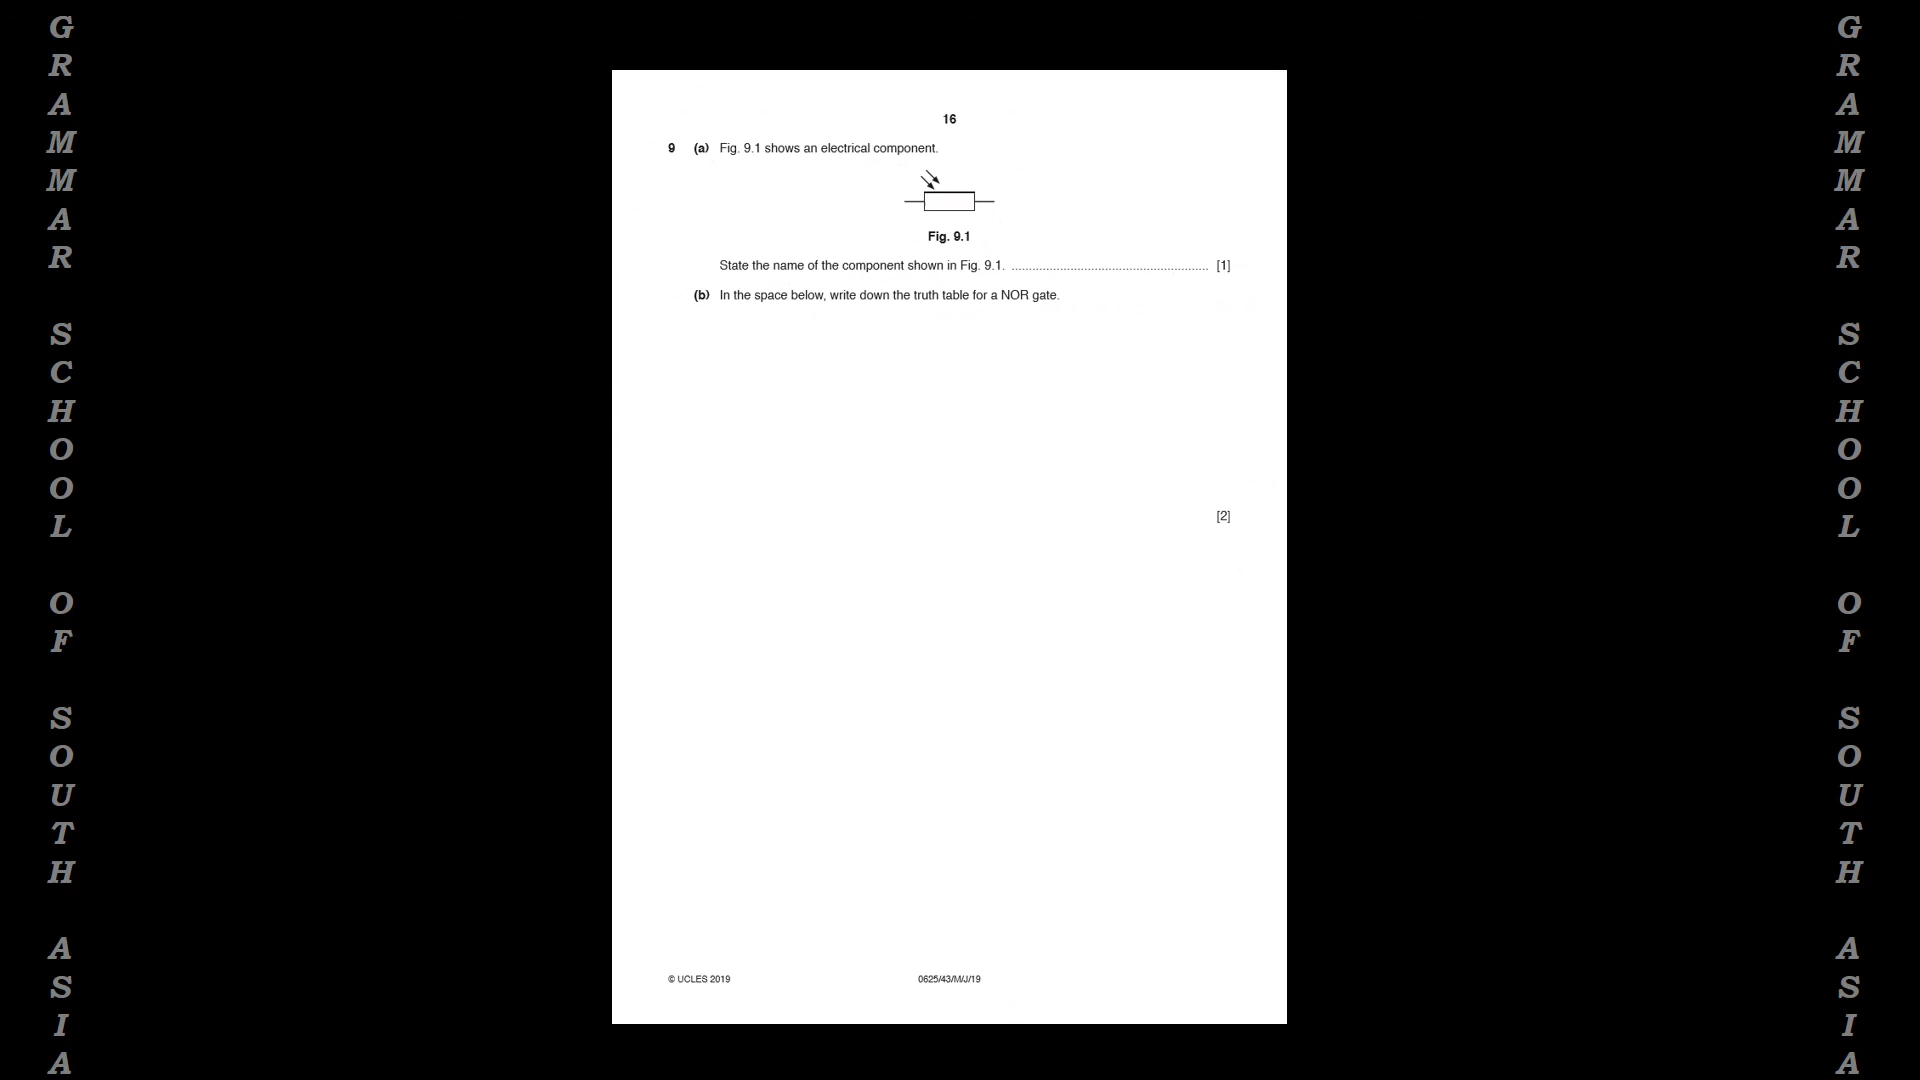 GRAMMAR SCHOOL OF SOUTH ASIA
16
9 (a) Fig. 9.1 shows an electrical component.
Fig. 9.1
State the name of the component shown in Fig. 9.1. ......................................................... [1]
(b) In the space below, write down the truth table for a NOR gate.
[2]
© UCLES 2019
0625/43/M/J/19
GRAMMAR SCHOOL OF SOUTH ASIA